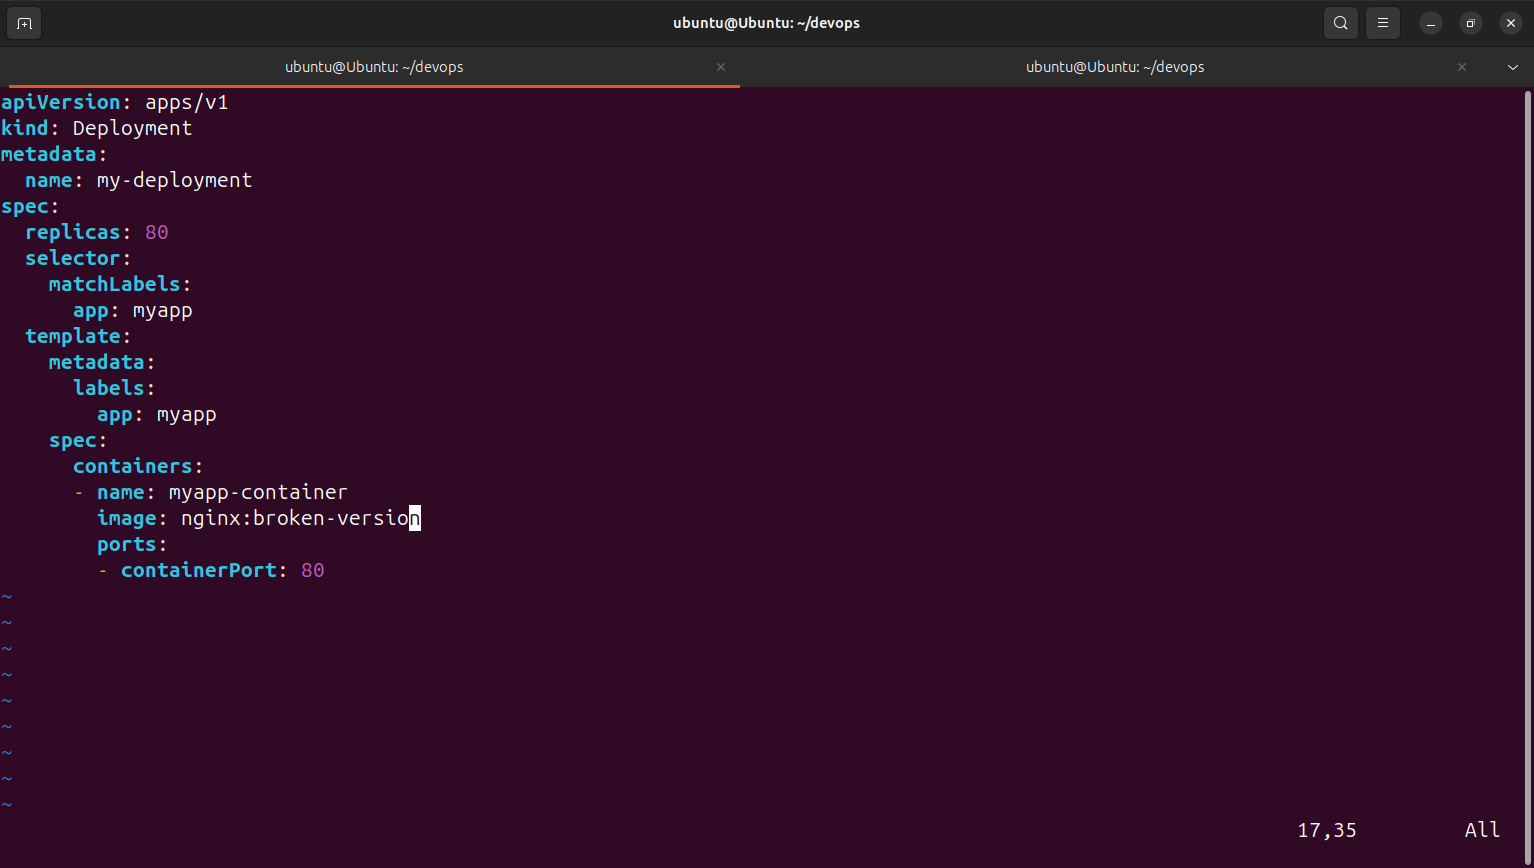 ubuntu@Ubuntu: ~/devops
ubuntu@Ubuntu: ~/devops
ubuntu@Ubuntu: ~/devops
apiVersion: apps/v1
kind: Deployment
metadata:
  name: my-deployment
spec:
  replicas: 80
  selector:
    matchLabels:
      app: myapp
  template:
    metadata:
      labels:
        app: myapp
    spec:
      containers:
      - name: myapp-container
        image: nginx:broken-version
        ports:
        - containerPort: 80
~
~
~
~
~
~
~
~
~
17,35 All